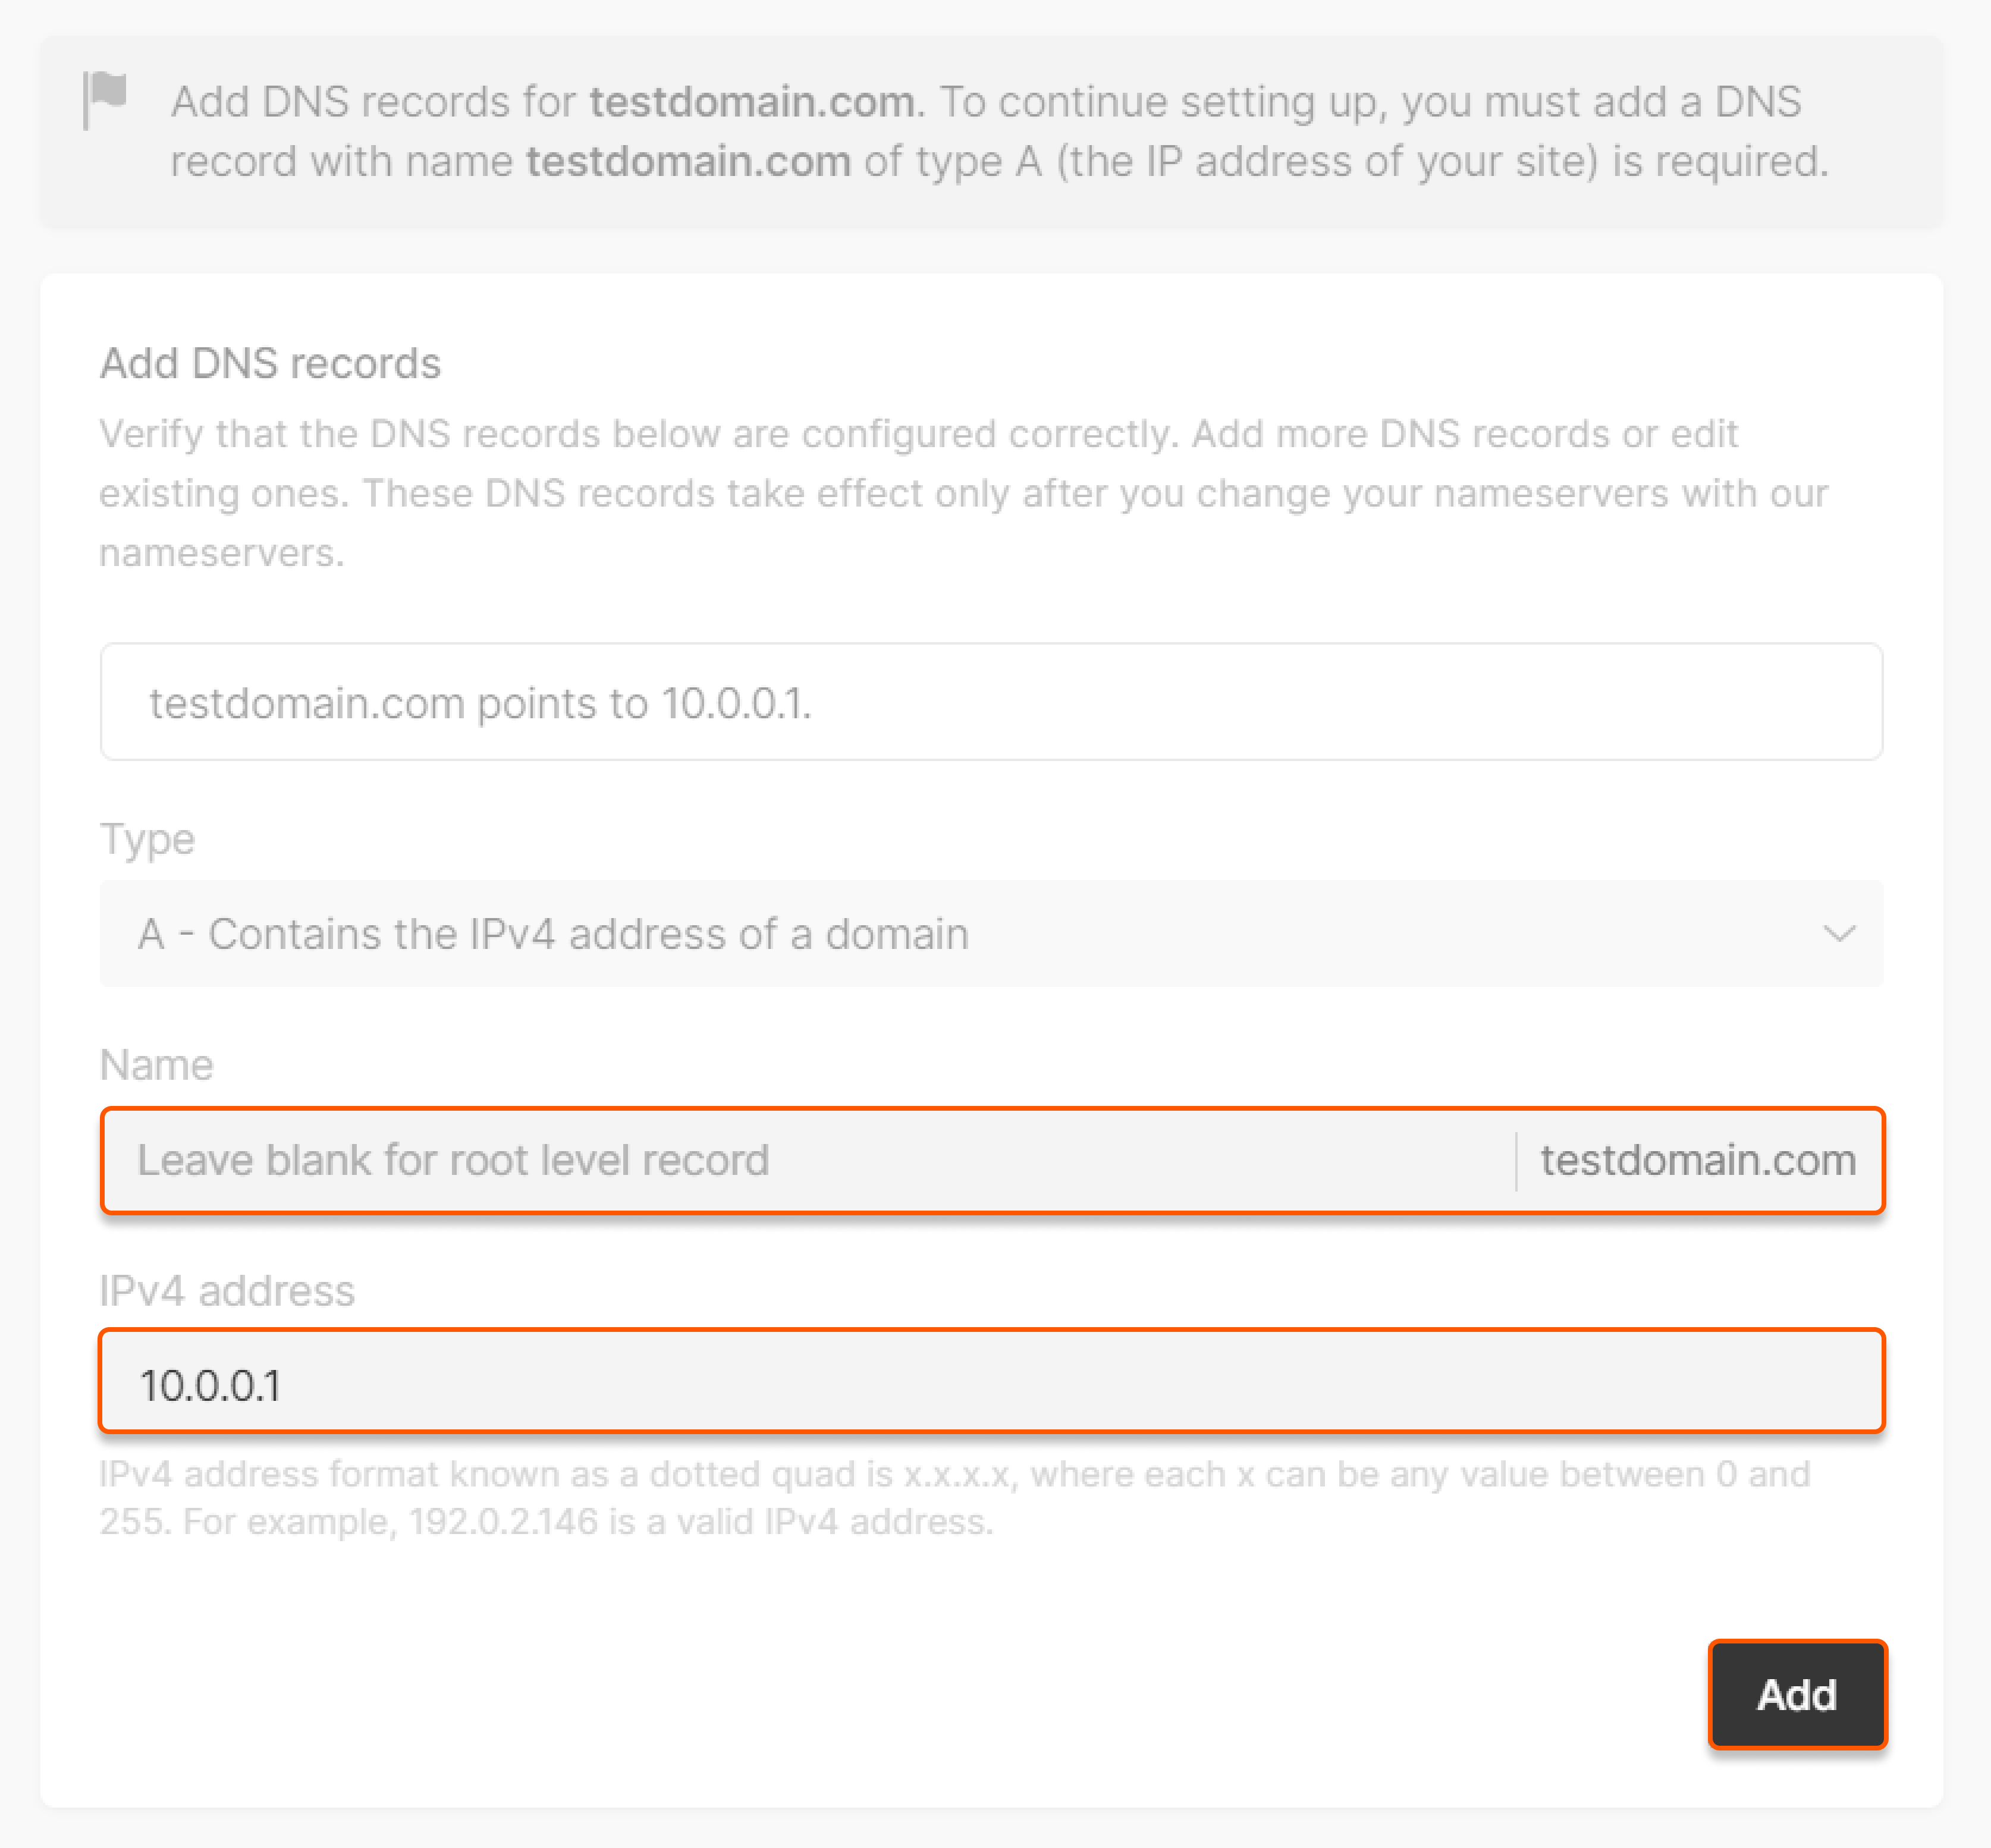 Add DNS records for testdomain.com. To continue setting up, you must add a DNS
record with name testdomain.com of type A (the IP address of your site) is required.
Add DNS records
Verify that the DNS records below are configured correctly. Add more DNS records or edit
existing ones. These DNS records take effect only after you change your nameservers with our
nameservers.
testdomain.com points to 10.0.0.1.
Type
A - Contains the IPv4 address of a domain
Name
Leave blank for root level record testdomain.com
IPv4 address
10.0.0.1
IPv4 address format known as a dotted quad is x.x.x.x, where each x can be any value between 0 and
255. For example, 192.0.2.146 is a valid IPv4 address.
Add